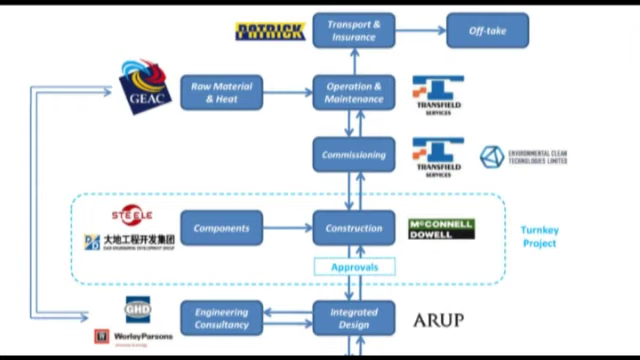 PATRICK
Transport &
Insurance
Off-take
GEAC
Raw Material
& Heat
Operation &
Maintenance
TRANSFIELD
SERVICES
Commissioning
TRANSFIELD
SERVICES
ENVIRONMENTAL CLEAN
TECHNOLOGIES LIMITED
STEELE
大地工程开发集团
Components
Construction
McCONNELL
DOWELL
Turnkey
Project
Approvals
GHD
WorleyParsons
Engineering
Consultancy
Integrated
Design
ARUP